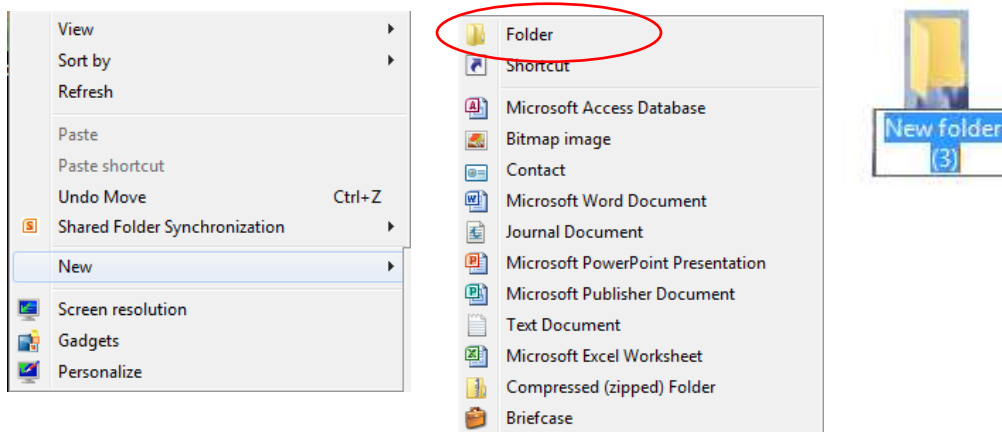 View
Sort by
Refresh
Paste
Paste shortcut
Undo Move Ctrl+Z
Shared Folder Synchronization
New
Screen resolution
Gadgets
Personalize
Folder
Shortcut
Microsoft Access Database
Bitmap image
Contact
Microsoft Word Document
Journal Document
Microsoft PowerPoint Presentation
Microsoft Publisher Document
Text Document
Microsoft Excel Worksheet
Compressed (zipped) Folder
Briefcase
New folder
(3)